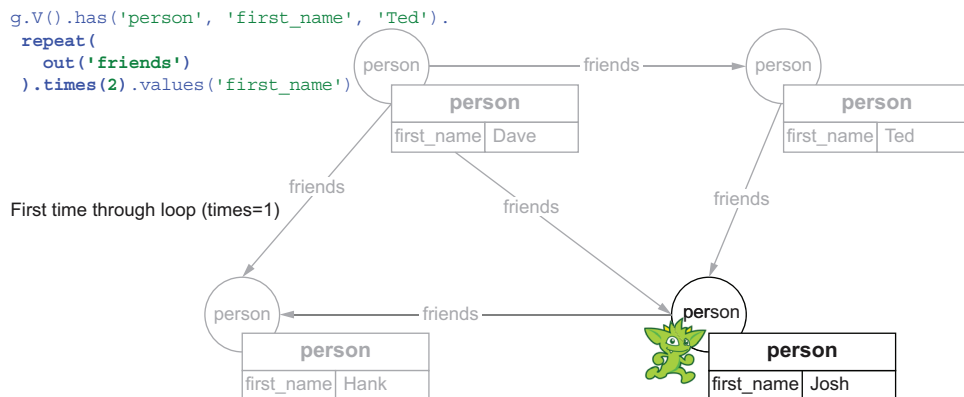 g.V().has('person', 'first_name', 'Ted').
repeat(
out('friends')
).times(2).values('first_name')
person
friends
person
person
first_name Dave
person
first_name Ted
friends
friends
friends
First time through loop (times=1)
person
friends
person
person
first_name Hank
person
first_name Josh